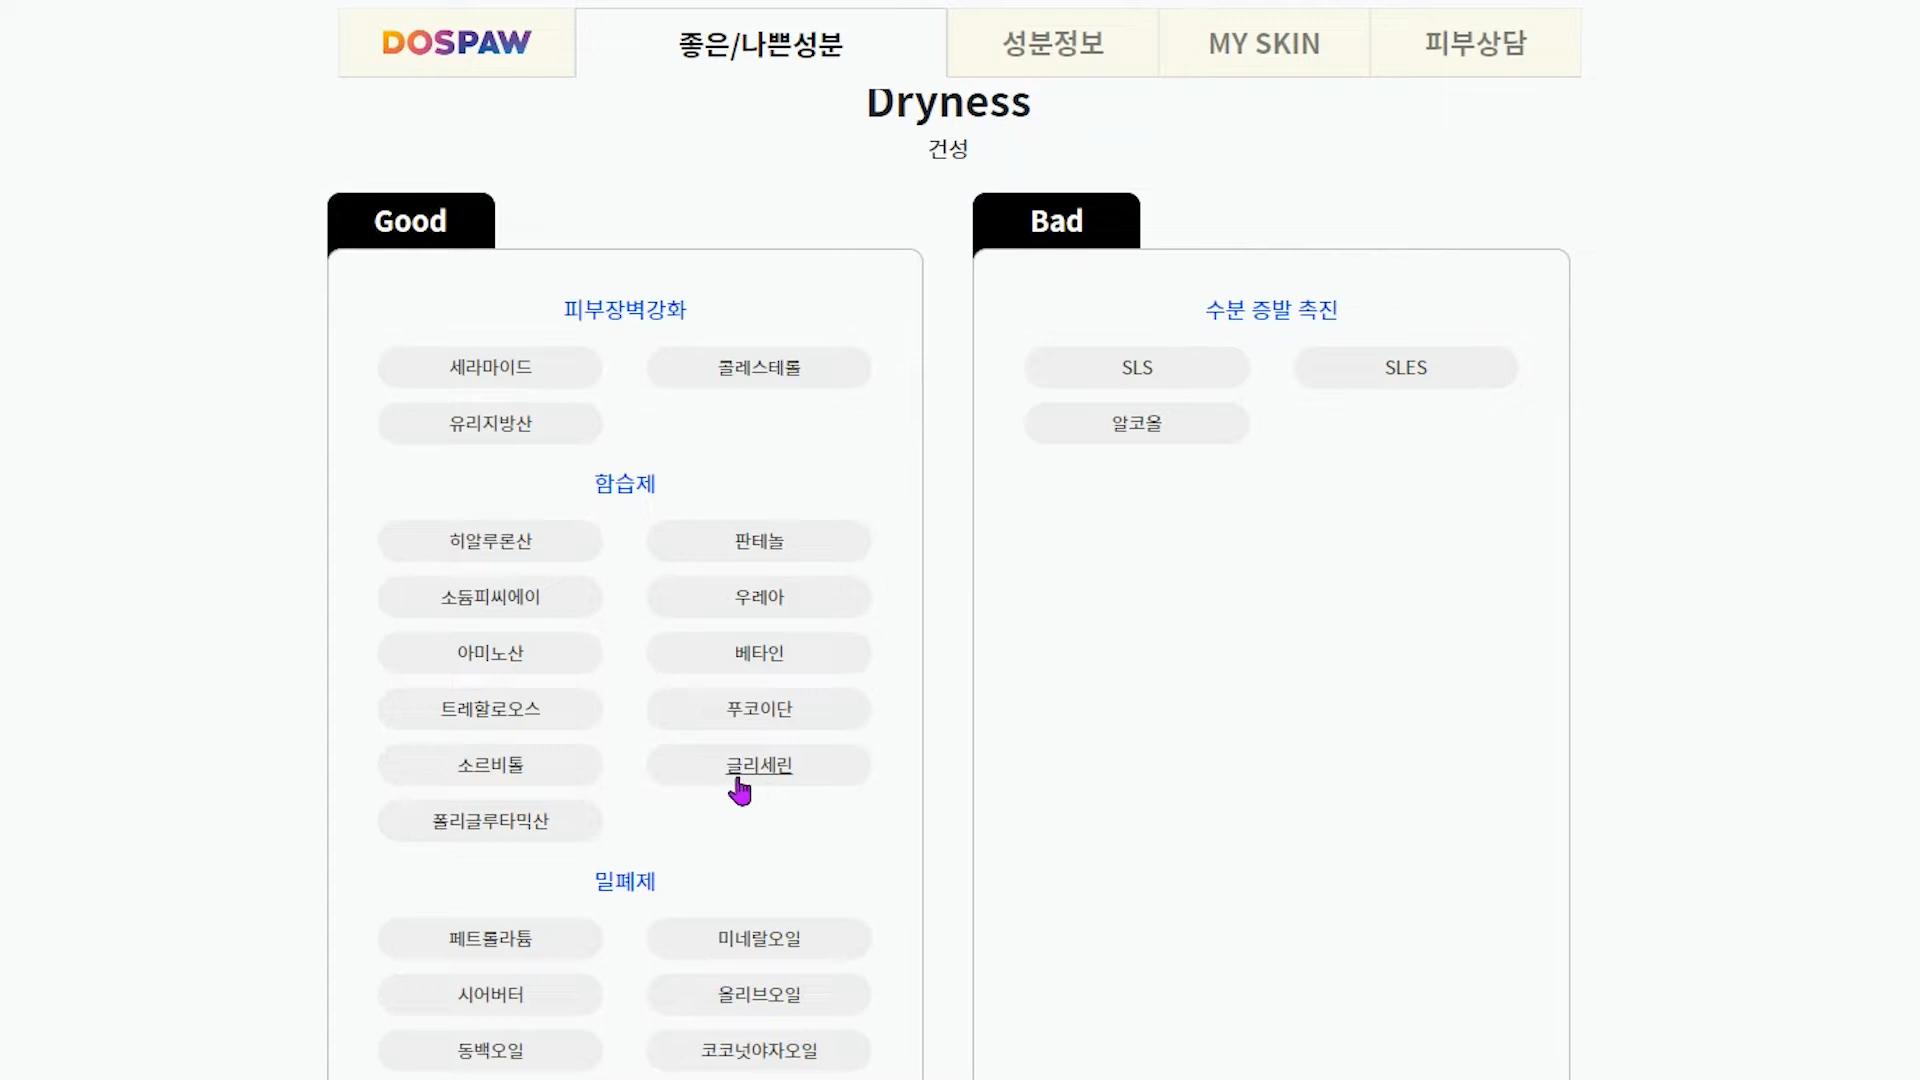 DOSPAW
좋은/나쁜성분
성분정보
MY SKIN
피부상담
Dryness
건성
Good
피부장벽강화
세라마이드
콜레스테롤
유리지방산
함습제
히알루론산
판테놀
소듐피씨에이
우레아
아미노산
베타인
트레할로오스
푸코이단
소르비톨
글리세린
폴리글루타믹산
밀폐제
페트롤라튬
미네랄오일
시어버터
올리브오일
동백오일
코코넛야자오일
Bad
수분 증발 촉진
SLS
SLES
알코올